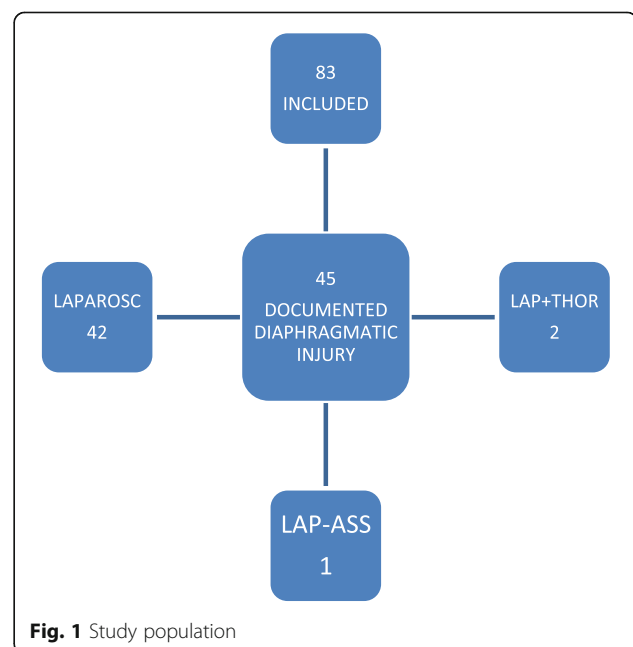 83
INCLUDED
LAPAROSC
42
45
DOCUMENTED
DIAPHRAGMATIC
INJURY
LAP+THOR
2
LAP-ASS
1
Fig. 1 Study population